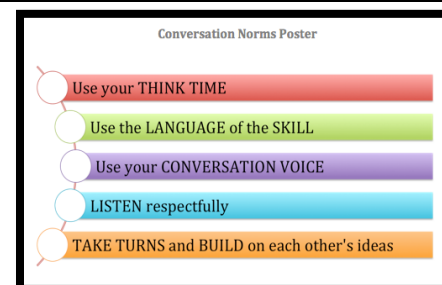 Conversation Norms Poster
Use your THINK TIME
Use the LANGUAGE of the SKILL
Use your CONVERSATION VOICE
LISTEN respectfully
TAKE TURNS and BUILD on each other's ideas